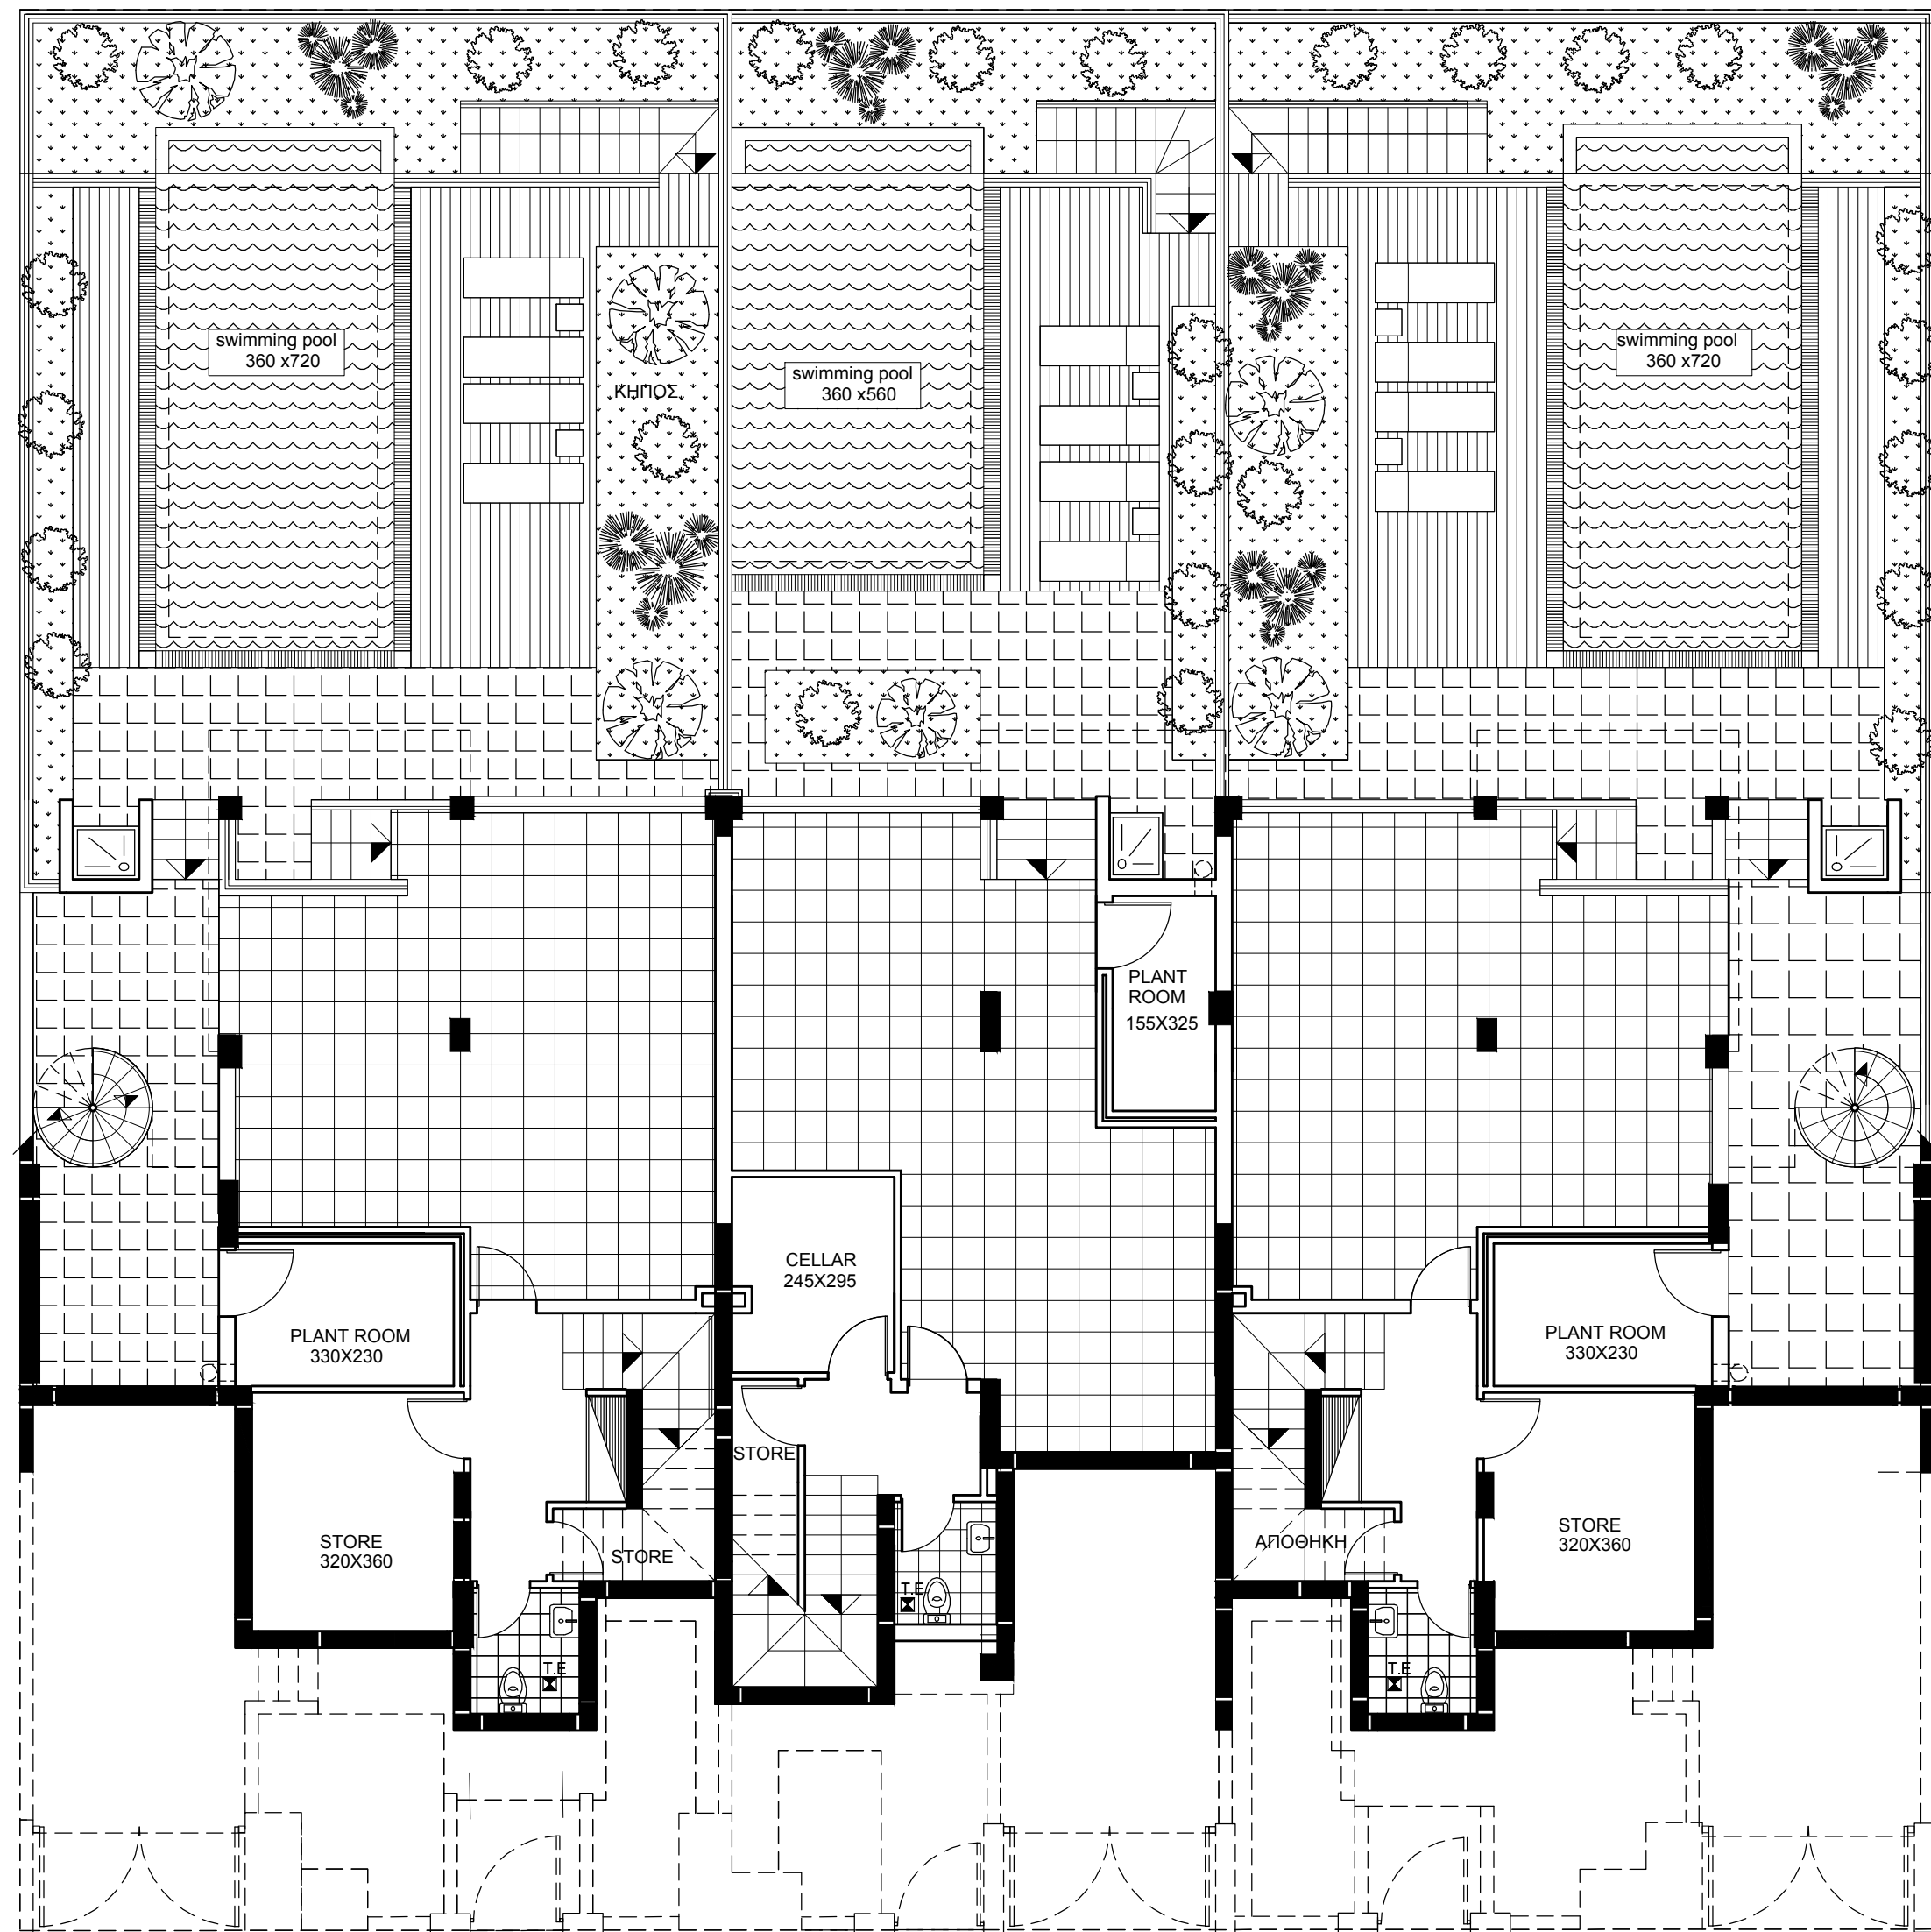 swimming pool
360 x720
swimming pool
360 x560
swimming pool
360 x720
ΚΗΠΟΣ
PLANT
ROOM
155X325
CELLAR
245X295
PLANT ROOM
330X230
PLANT ROOM
330X230
STORE
STORE
320X360
STORE
ΑΠΟΘΗΚΗ
STORE
320X360
T.E
T.E
T.E